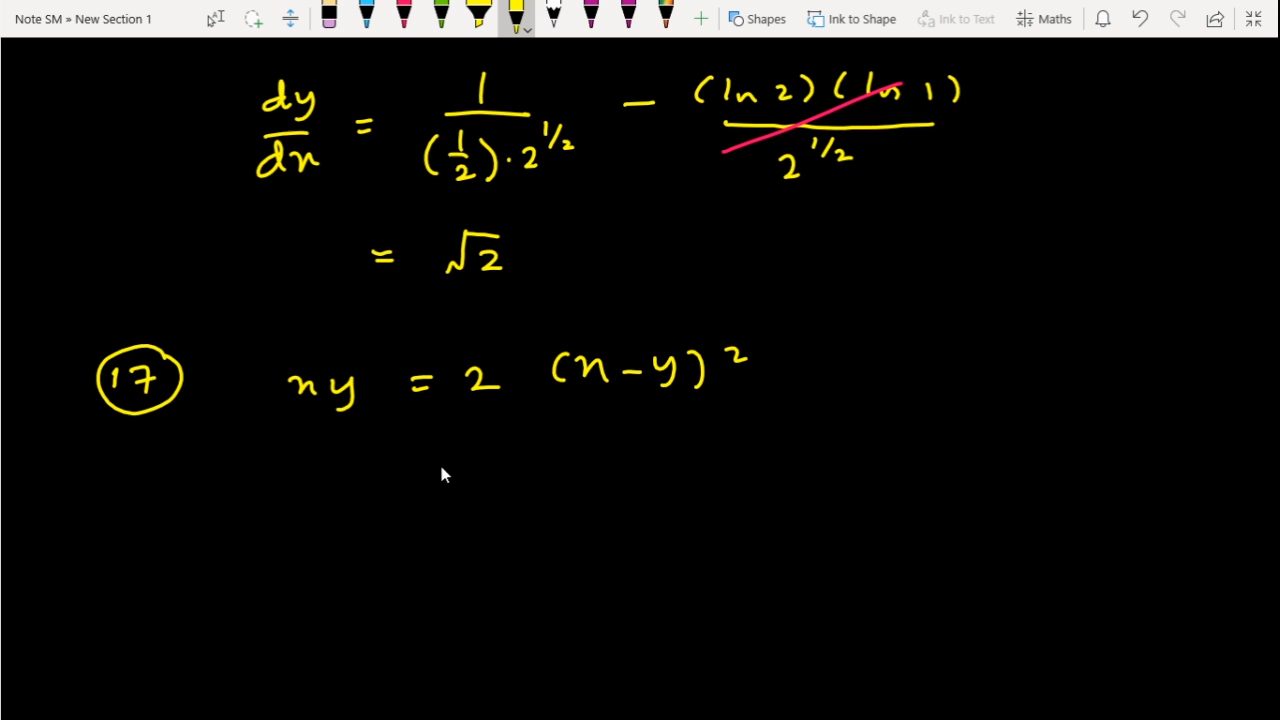 Note SM » New Section 1
Shapes Ink to Shape Ink to Text Maths
dy/dx = 1/((1/2)·2^(1/2)) − (ln 2)(ln 1)/2^(1/2)
= √2
17 xy = 2 (x−y)²